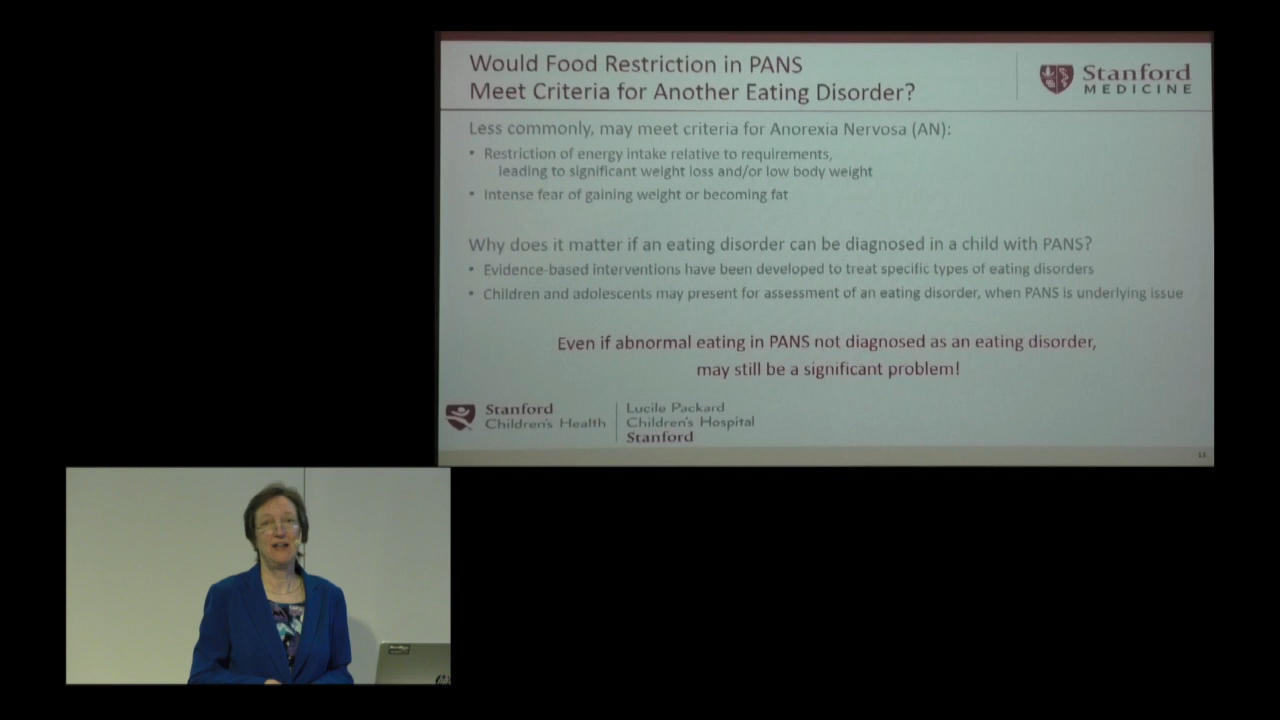 Would Food Restriction in PANS
Meet Criteria for Another Eating Disorder?
Stanford
MEDICINE
Less commonly, may meet criteria for Anorexia Nervosa (AN):
• Restriction of energy intake relative to requirements,
leading to significant weight loss and/or low body weight
• Intense fear of gaining weight or becoming fat
Why does it matter if an eating disorder can be diagnosed in a child with PANS?
• Evidence-based interventions have been developed to treat specific types of eating disorders
• Children and adolescents may present for assessment of an eating disorder, when PANS is underlying issue
Even if abnormal eating in PANS not diagnosed as an eating disorder,
may still be a significant problem!
Stanford
Children's Health
Lucile Packard
Children's Hospital
Stanford